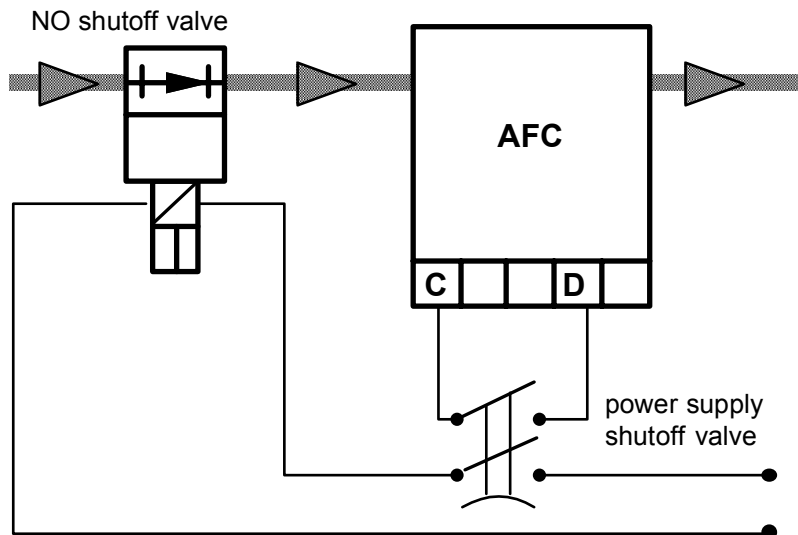 NO shutoff valve
AFC
C
D
power supply
shutoff valve